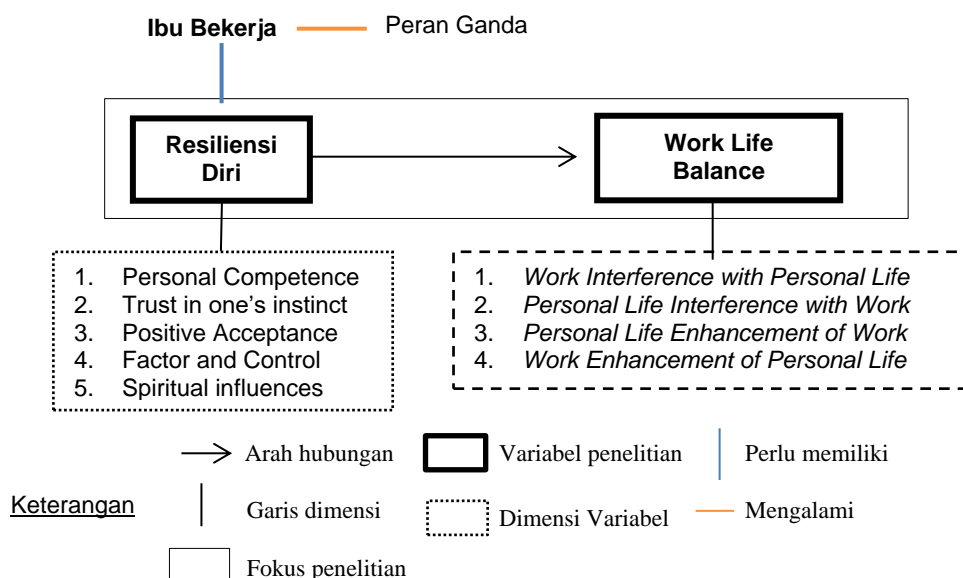 Ibu Bekerja
Peran Ganda
Resiliensi
Diri
Work Life
Balance
1. Personal Competence
2. Trust in one's instinct
3. Positive Acceptance
4. Factor and Control
5. Spiritual influences
1. Work Interference with Personal Life
2. Personal Life Interference with Work
3. Personal Life Enhancement of Work
4. Work Enhancement of Personal Life
Keterangan
Arah hubungan
Variabel penelitian
Perlu memiliki
Garis dimensi
Dimensi Variabel
Mengalami
Fokus penelitian